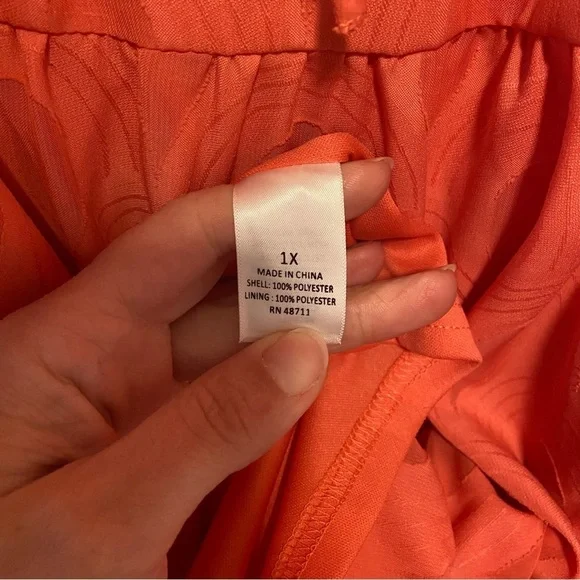 1X
MADE IN CHINA
SHELL: 100% POLYESTER
LINING : 100% POLYESTER
RN 48711